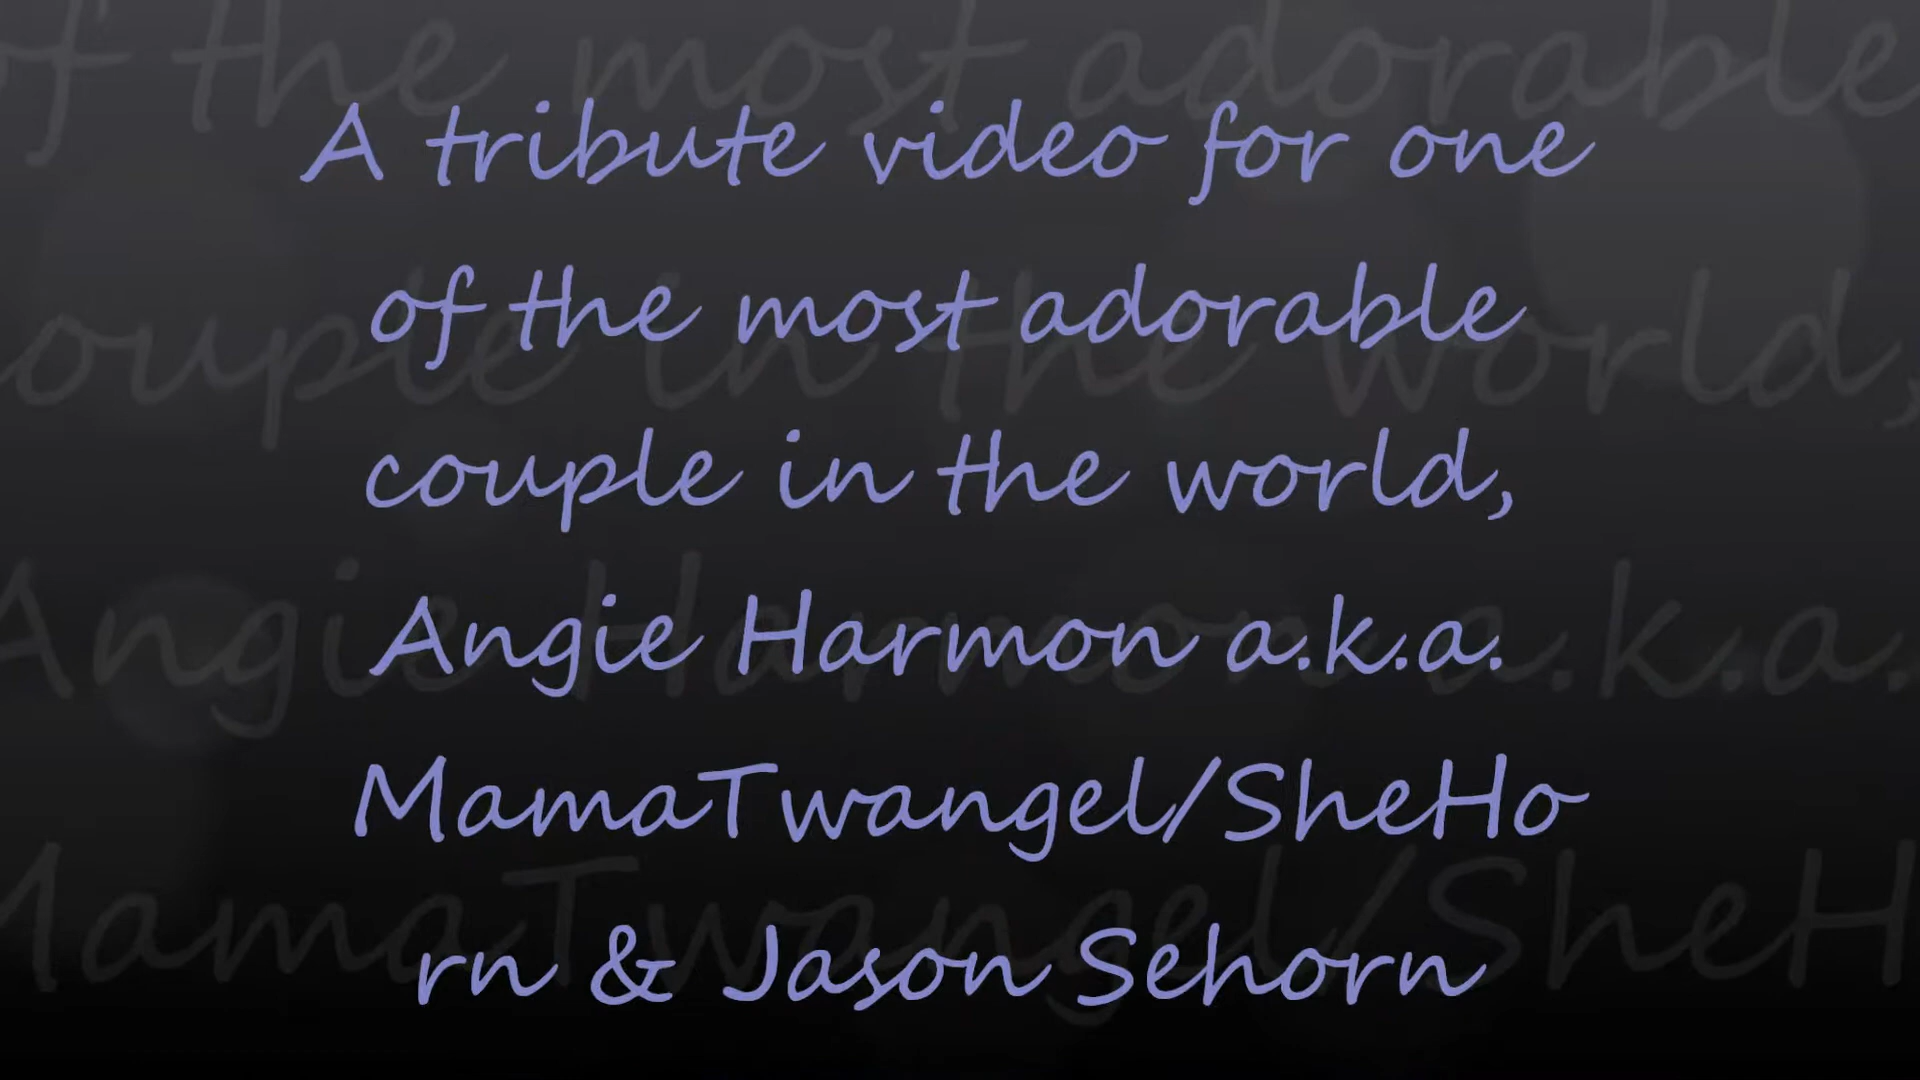 A tribute video for one
of the most adorable
couple in the world,
Angie Harmon a.k.a.
MamaTwangel/SheHo
rn & Jason Sehorn